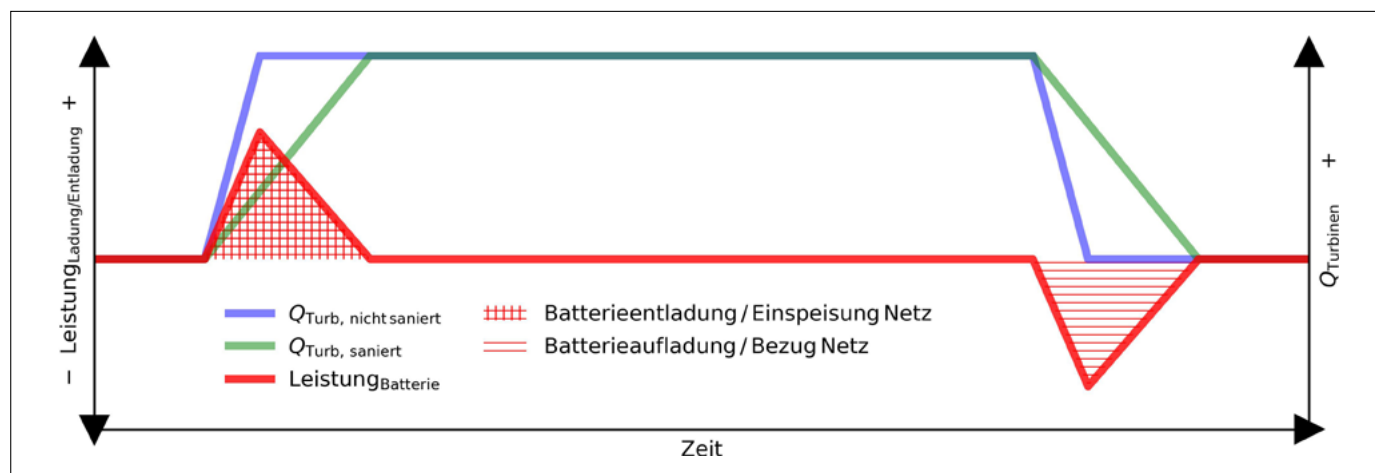 − Leistung Ladung/Entladung +
Q Turbinen +
Q Turb, nicht saniert
Q Turb, saniert
Leistung Batterie
Batterieentladung / Einspeisung Netz
Batterieaufladung / Bezug Netz
Zeit